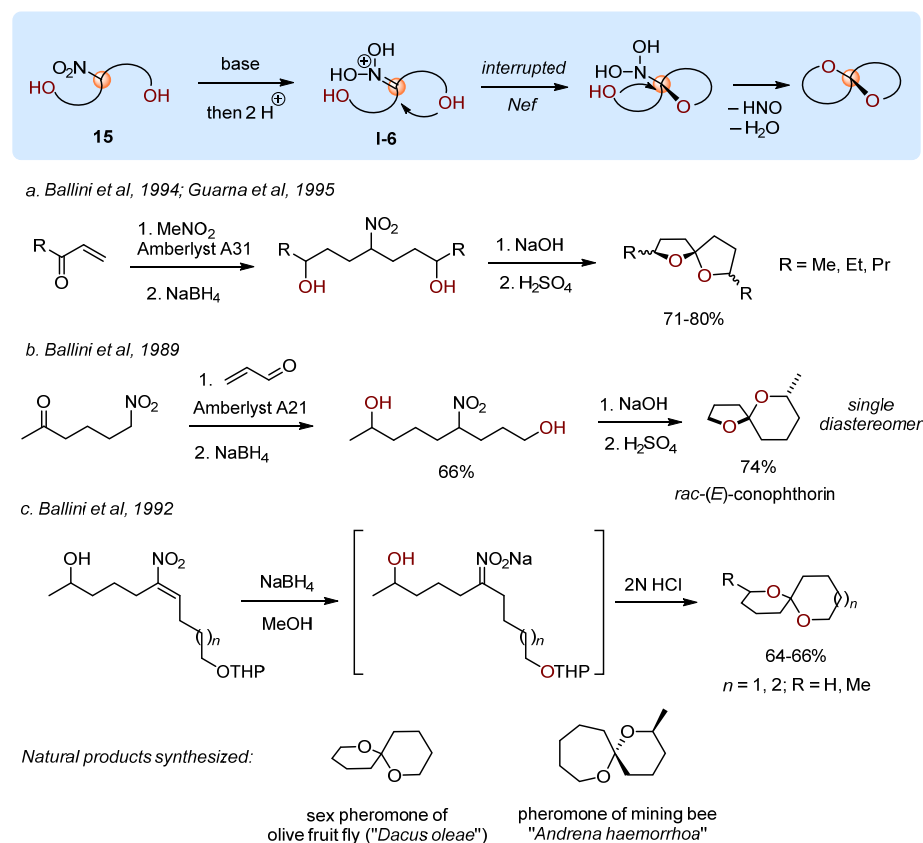 O₂N
HO
OH
15
base
then 2 H⊕
OH
HO
N⊕
HO
OH
I-6
interrupted
Nef
OH
HO
N
HO
O
– HNO
– H₂O
O
O
a. Ballini et al, 1994; Guarna et al, 1995
R
O
1. MeNO₂
Amberlyst A31
2. NaBH₄
NO₂
R
R
OH
OH
1. NaOH
2. H₂SO₄
R
O
O
R
71-80%
R = Me, Et, Pr
b. Ballini et al, 1989
O
NO₂
1.
O
Amberlyst A21
2. NaBH₄
OH
NO₂
OH
66%
1. NaOH
2. H₂SO₄
O
O
74%
rac-(E)-conophthorin
single
diastereomer
c. Ballini et al, 1992
OH
NO₂
( )n
OTHP
NaBH₄
MeOH
OH
NO₂Na
( )n
OTHP
2N HCl
R
O
O
( )n
64-66%
n = 1, 2; R = H, Me
Natural products synthesized:
O
O
sex pheromone of
olive fruit fly ("Dacus oleae")
O
O
pheromone of mining bee
"Andrena haemorrhoa"